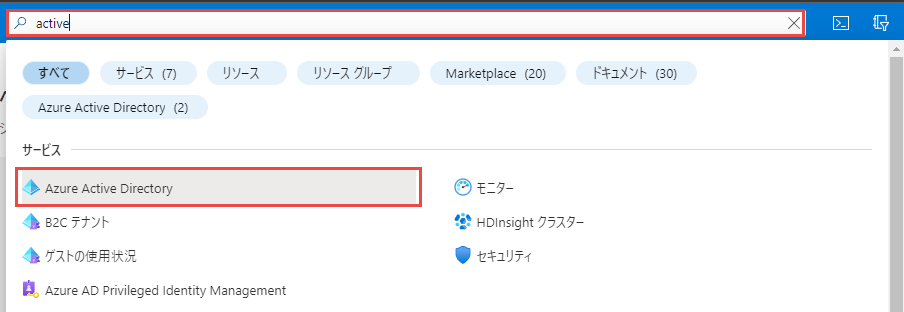 active
すべて サービス (7) リソース リソース グループ Marketplace (20) ドキュメント (30)
Azure Active Directory (2)
サービス
Azure Active Directory モニター
B2C テナント HDInsight クラスター
ゲストの使用状況 セキュリティ
Azure AD Privileged Identity Management